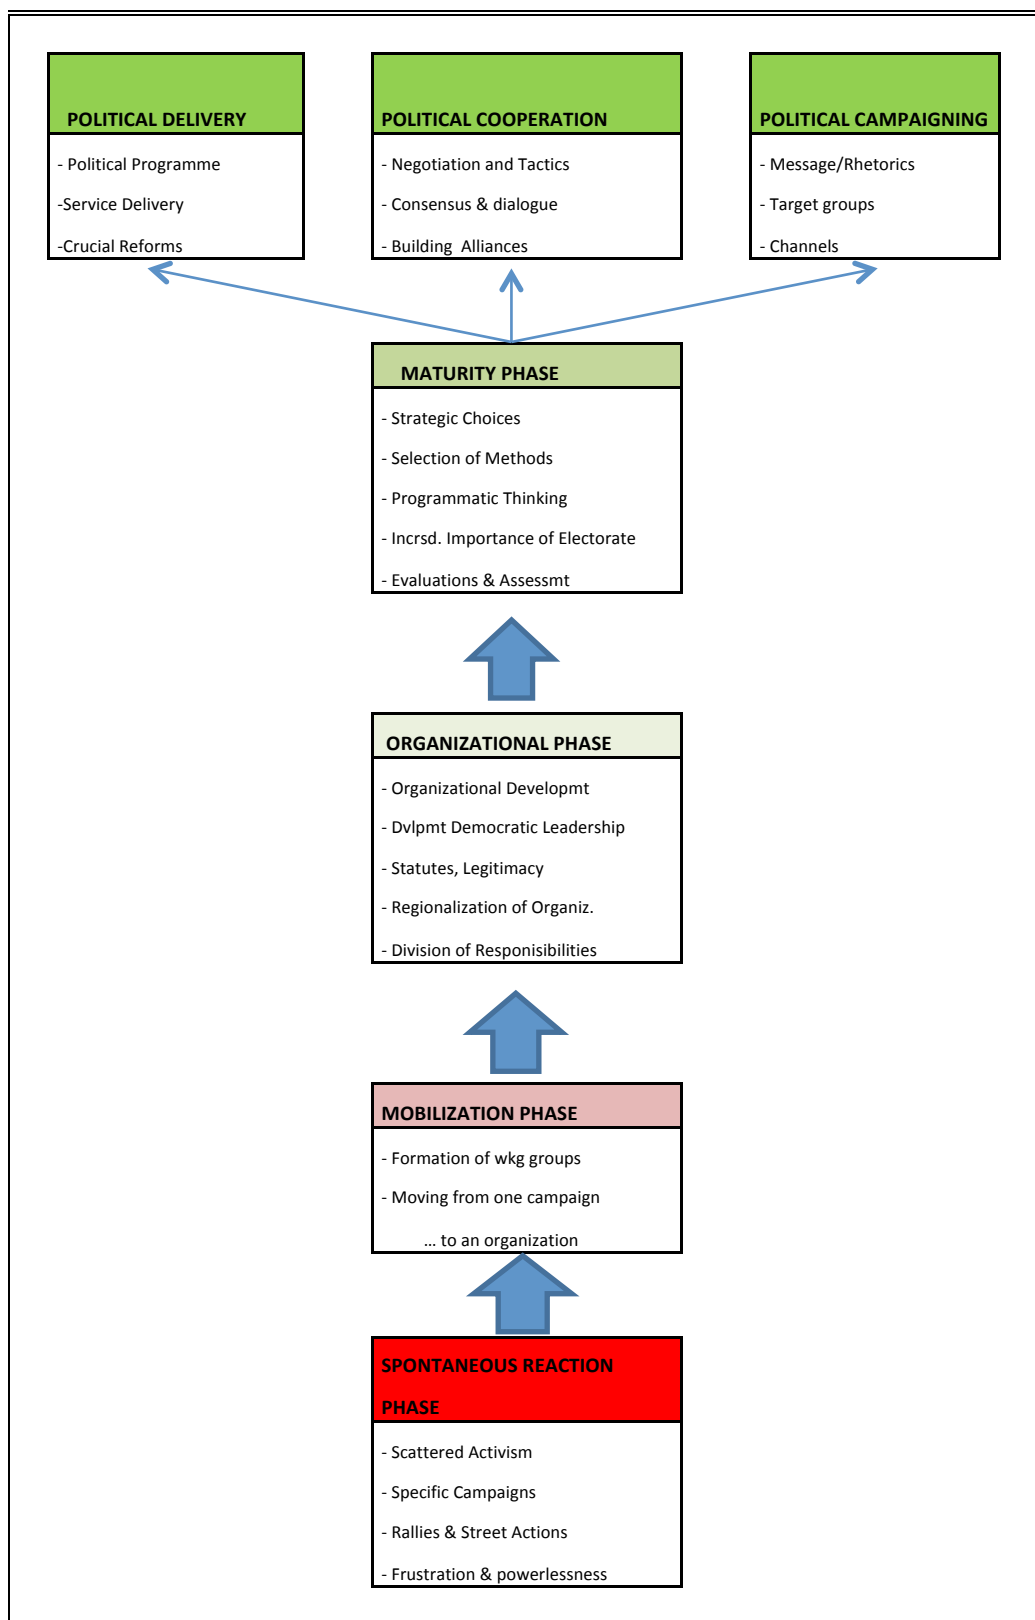 POLITICAL DELIVERY
- Political Programme
-Service Delivery
-Crucial Reforms
POLITICAL COOPERATION
- Negotiation and Tactics
- Consensus & dialogue
- Building  Alliances
POLITICAL CAMPAIGNING
- Message/Rhetorics
- Target groups
- Channels
MATURITY PHASE
- Strategic Choices
- Selection of Methods
- Programmatic Thinking
- Incrsd. Importance of Electorate
- Evaluations & Assessmt
ORGANIZATIONAL PHASE
- Organizational Developmt
- Dvlpmt Democratic Leadership
- Statutes, Legitimacy
- Regionalization of Organiz.
- Division of Responisibilities
MOBILIZATION PHASE
- Formation of wkg groups
- Moving from one campaign
... to an organization
SPONTANEOUS REACTION
PHASE
- Scattered Activism
- Specific Campaigns
- Rallies & Street Actions
- Frustration & powerlessness